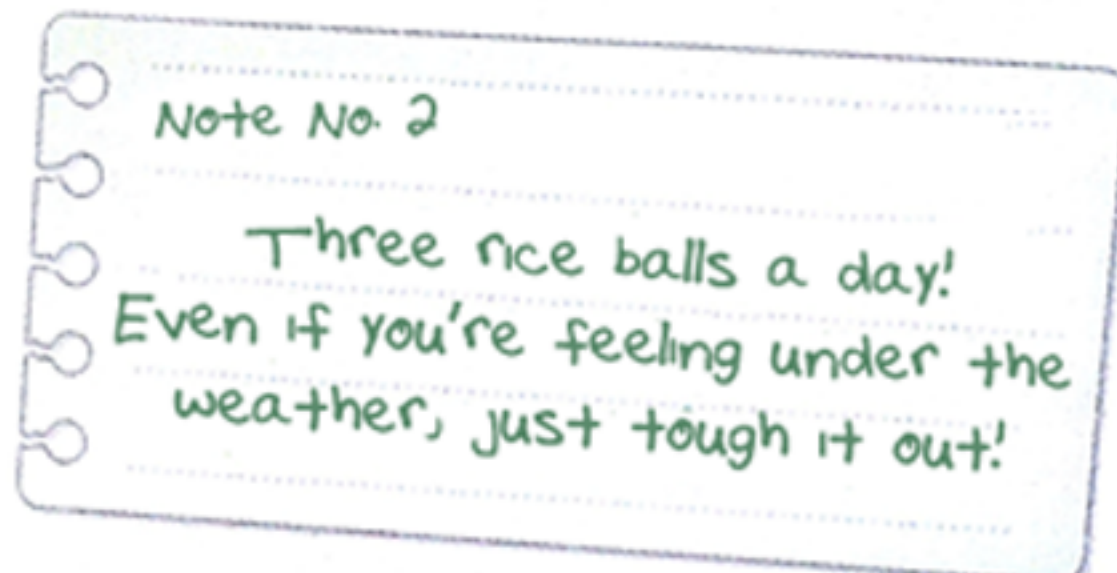 Note No. 2
Three rice balls a day!
Even if you're feeling under the
weather, just tough it out!